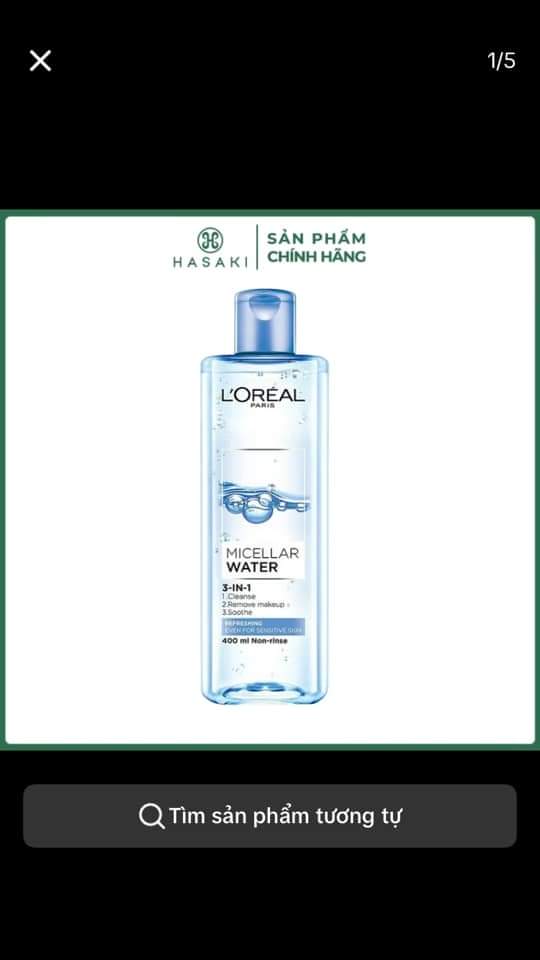 1/5
HASAKI
SẢN PHẨM
CHÍNH HÃNG
L'ORÉAL
PARIS
MICELLAR
WATER
3-IN-1
1.Cleanse
2.Remove makeup
3.Soothe
REFRESHING
EVEN FOR SENSITIVE SKIN
400 ml Non-rinse
Tìm sản phẩm tương tự